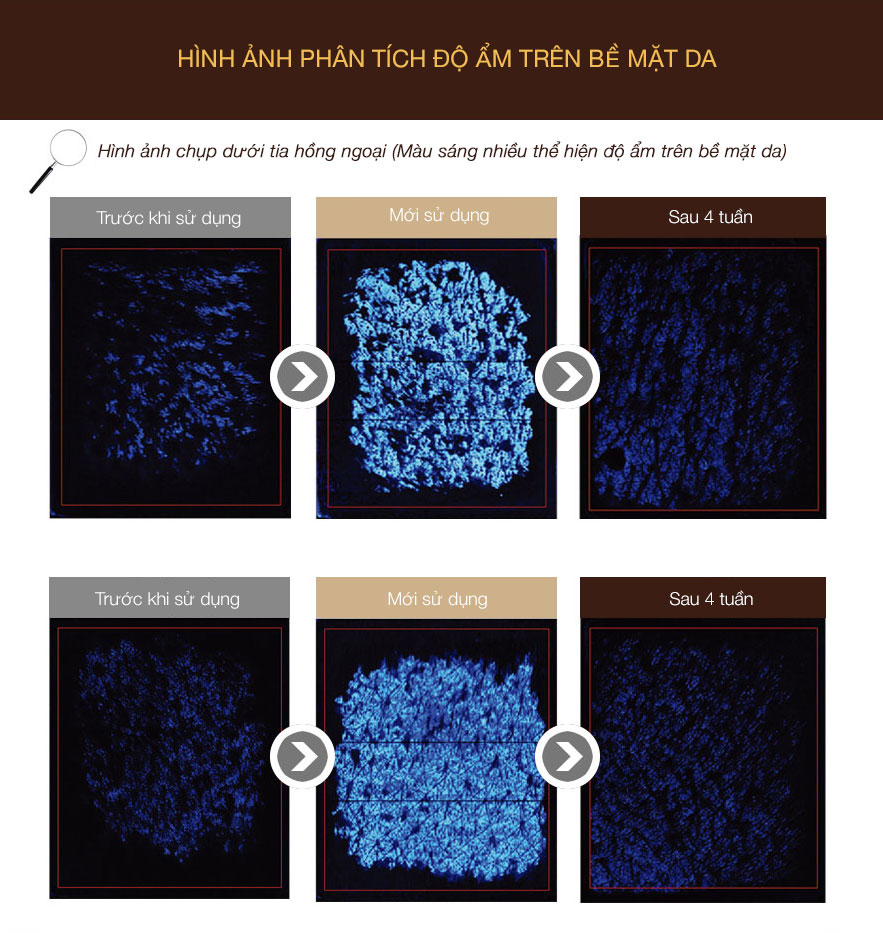 HÌNH ẢNH PHÂN TÍCH ĐỘ ẨM TRÊN BỀ MẶT DA
Hình ảnh chụp dưới tia hồng ngoại (Màu sáng nhiều thể hiện độ ẩm trên bề mặt da)
Trước khi sử dụng
Mới sử dụng
Sau 4 tuần
Trước khi sử dụng
Mới sử dụng
Sau 4 tuần